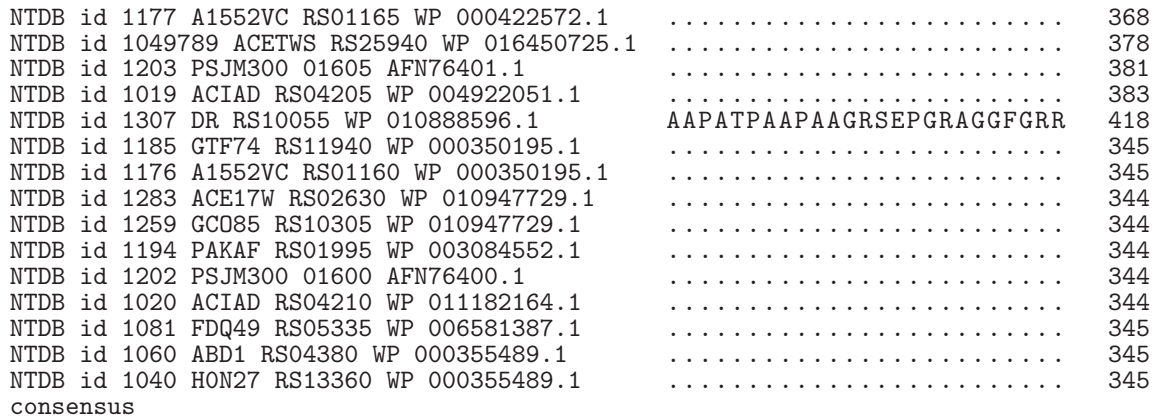 NTDB id 1177 A1552VC RS01165 WP 000422572.1 ......................... 368
NTDB id 1049789 ACETWS RS25940 WP 016450725.1 ......................... 378
NTDB id 1203 PSJM300 01605 AFN76401.1 ......................... 381
NTDB id 1019 ACIAD RS04205 WP 004922051.1 ......................... 383
NTDB id 1307 DR RS10055 WP 010888596.1 AAPATPAAPAAGRSEPGRAGGFGRR 418
NTDB id 1185 GTF74 RS11940 WP 000350195.1 ......................... 345
NTDB id 1176 A1552VC RS01160 WP 000350195.1 ......................... 345
NTDB id 1283 ACE17W RS02630 WP 010947729.1 ......................... 344
NTDB id 1259 GCO85 RS10305 WP 010947729.1 ......................... 344
NTDB id 1194 PAKAF RS01995 WP 003084552.1 ......................... 344
NTDB id 1202 PSJM300 01600 AFN76400.1 ......................... 344
NTDB id 1020 ACIAD RS04210 WP 011182164.1 ......................... 344
NTDB id 1081 FDQ49 RS05335 WP 006581387.1 ......................... 345
NTDB id 1060 ABD1 RS04380 WP 000355489.1 ......................... 345
NTDB id 1040 HON27 RS13360 WP 000355489.1 ......................... 345
consensus